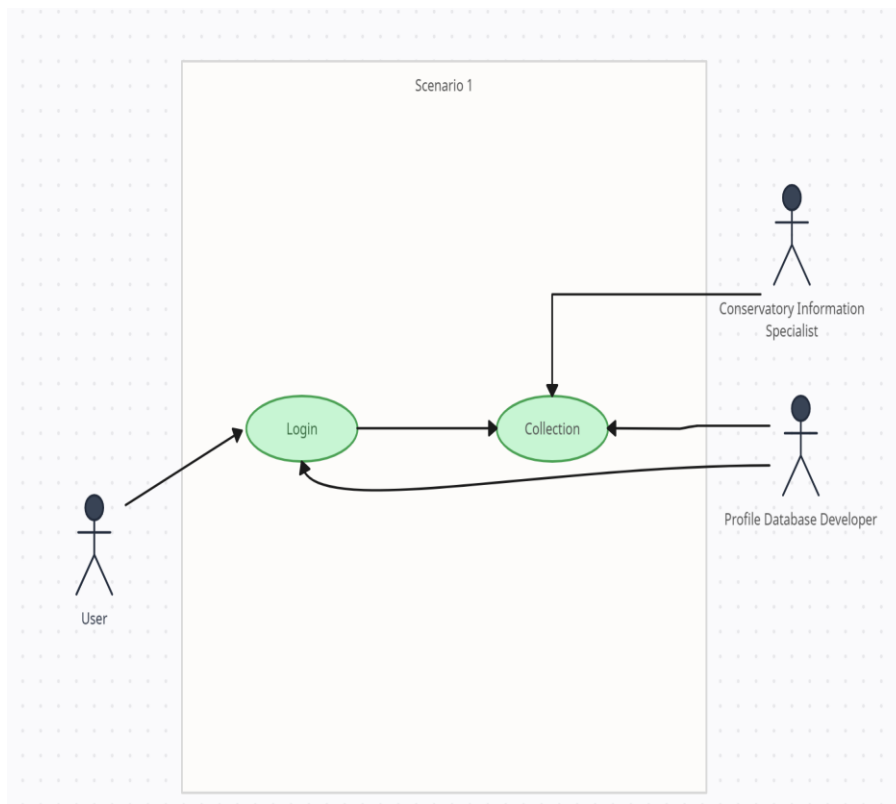 Scenario 1
Conservatory Information
Specialist
Login
Collection
Profile Database Developer
User